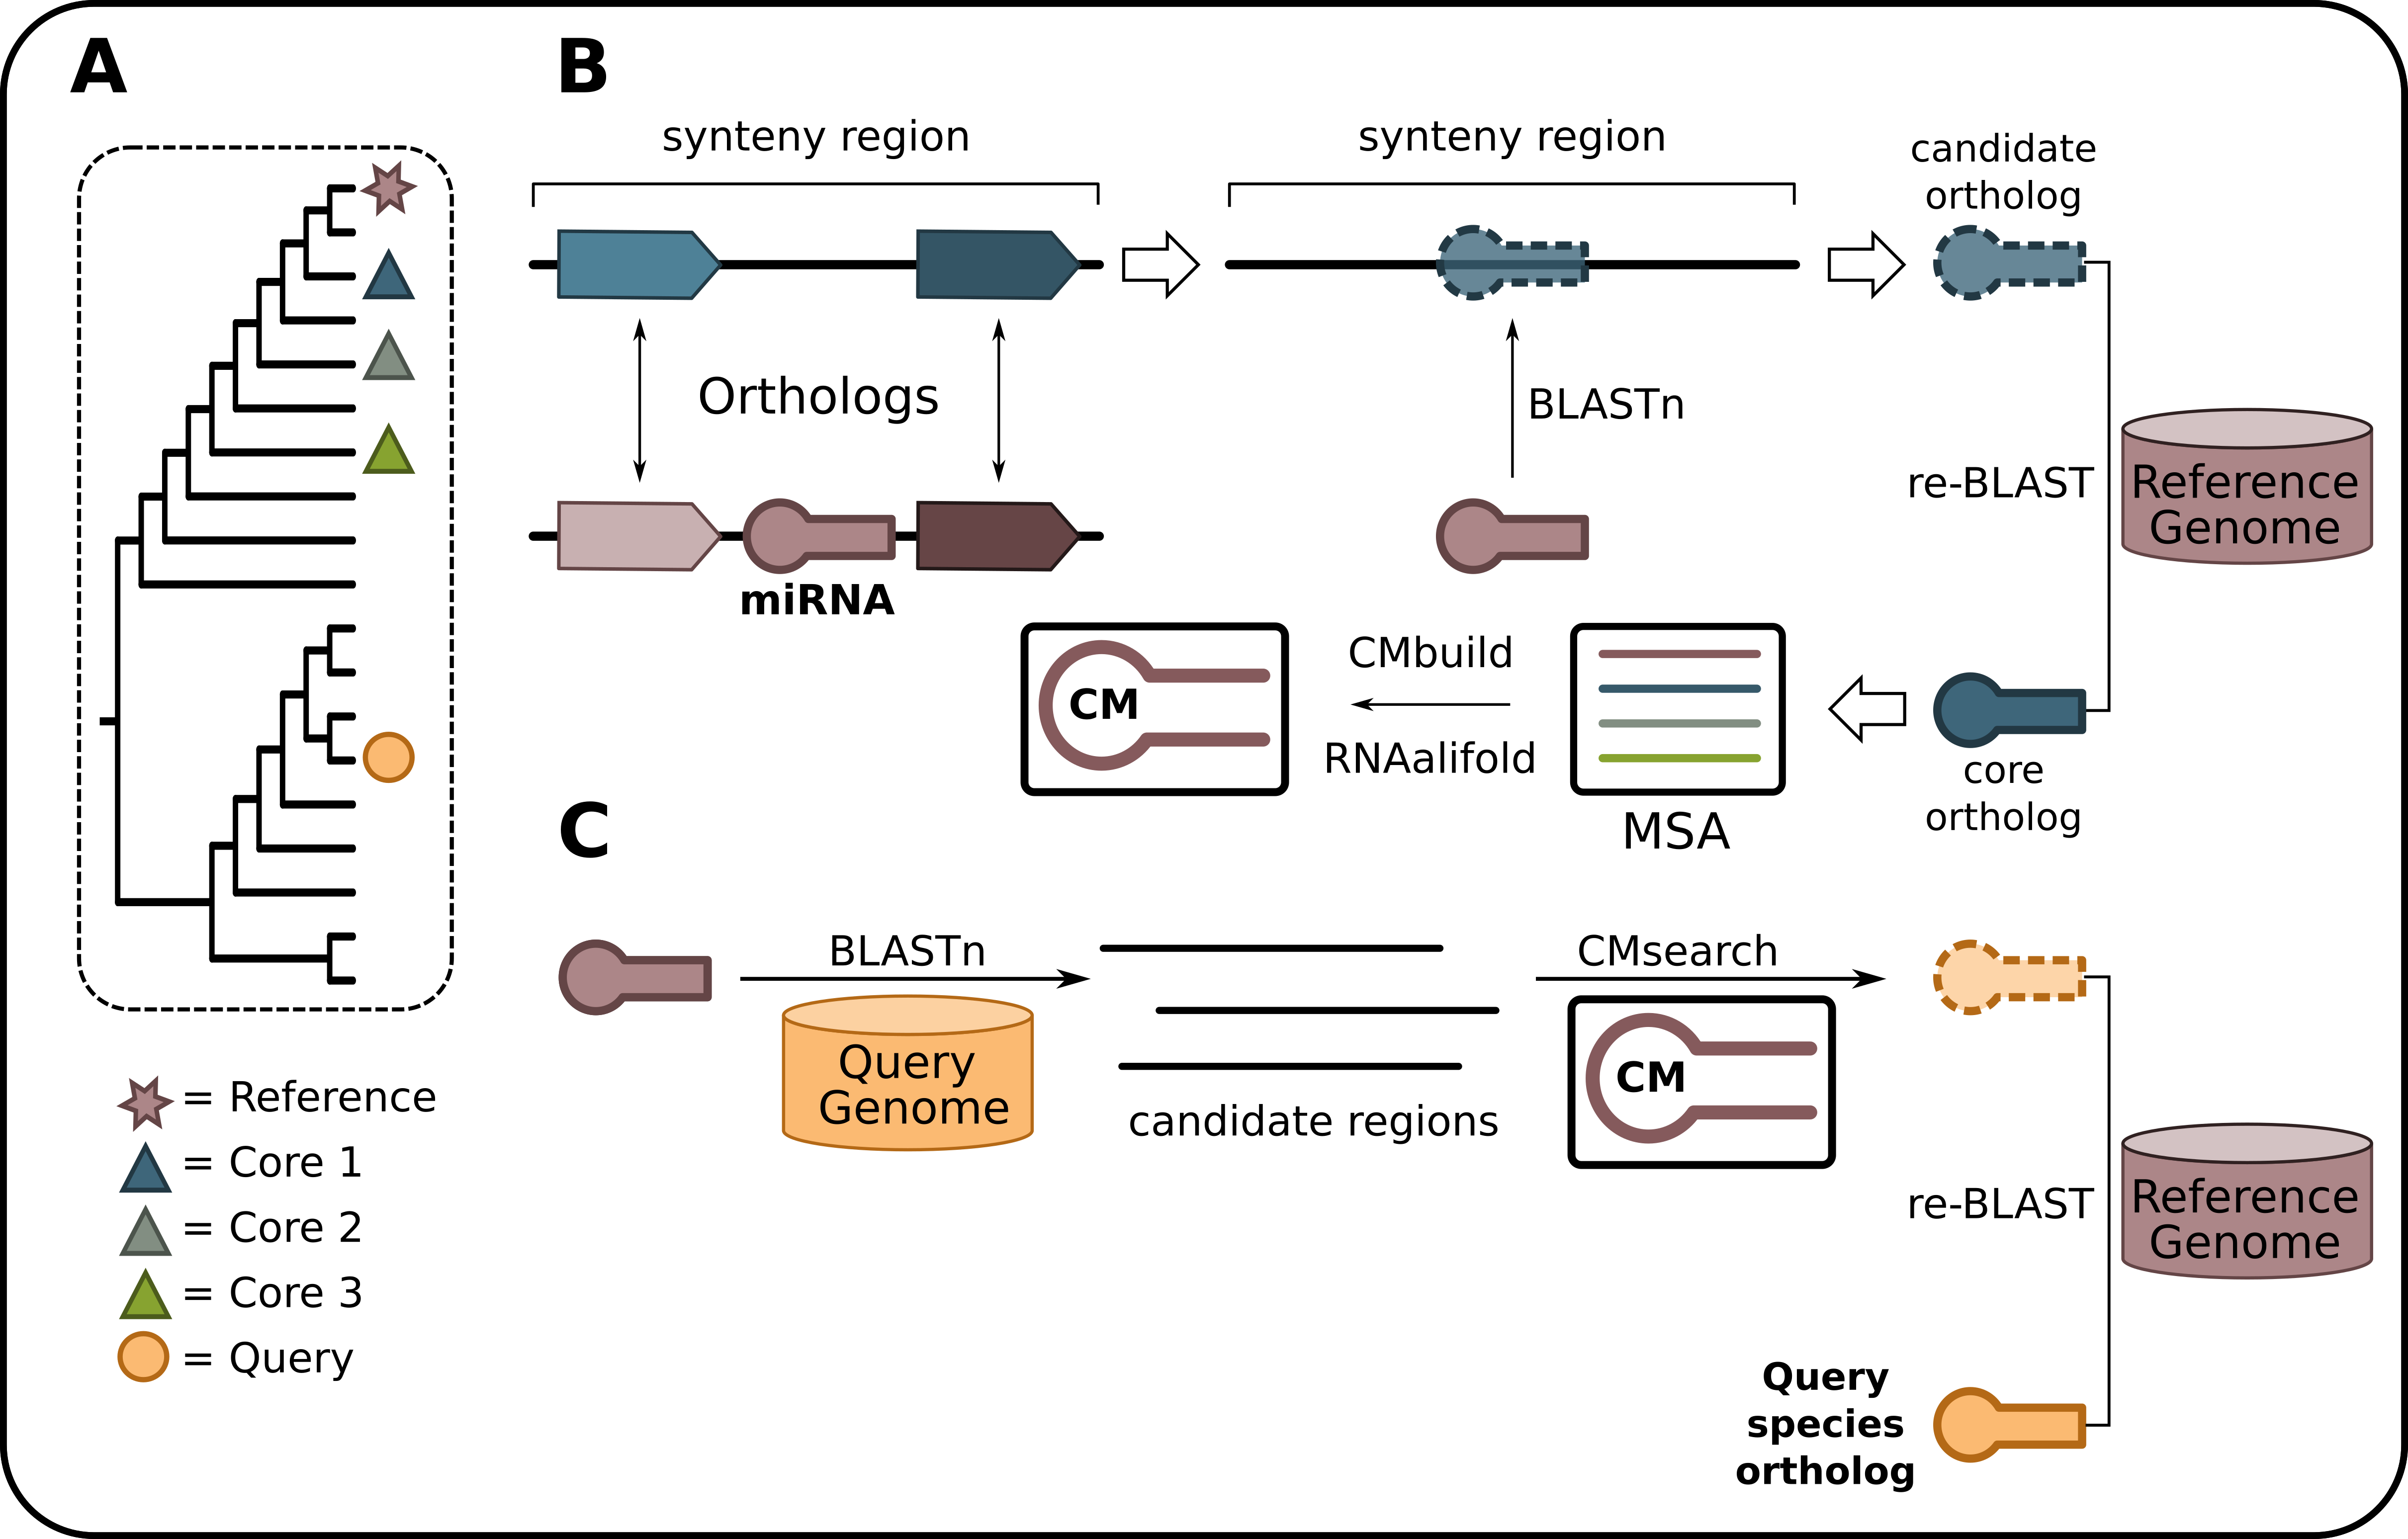 A
= Reference
= Core 1
= Core 2
= Core 3
= Query
B
synteny region
synteny region
candidate
ortholog
Orthologs
BLASTn
re-BLAST
Reference
Genome
miRNA
CM
CMbuild
RNAalifold
MSA
core
ortholog
C
BLASTn
Query
Genome
candidate regions
CMsearch
CM
re-BLAST
Reference
Genome
Query
species
ortholog